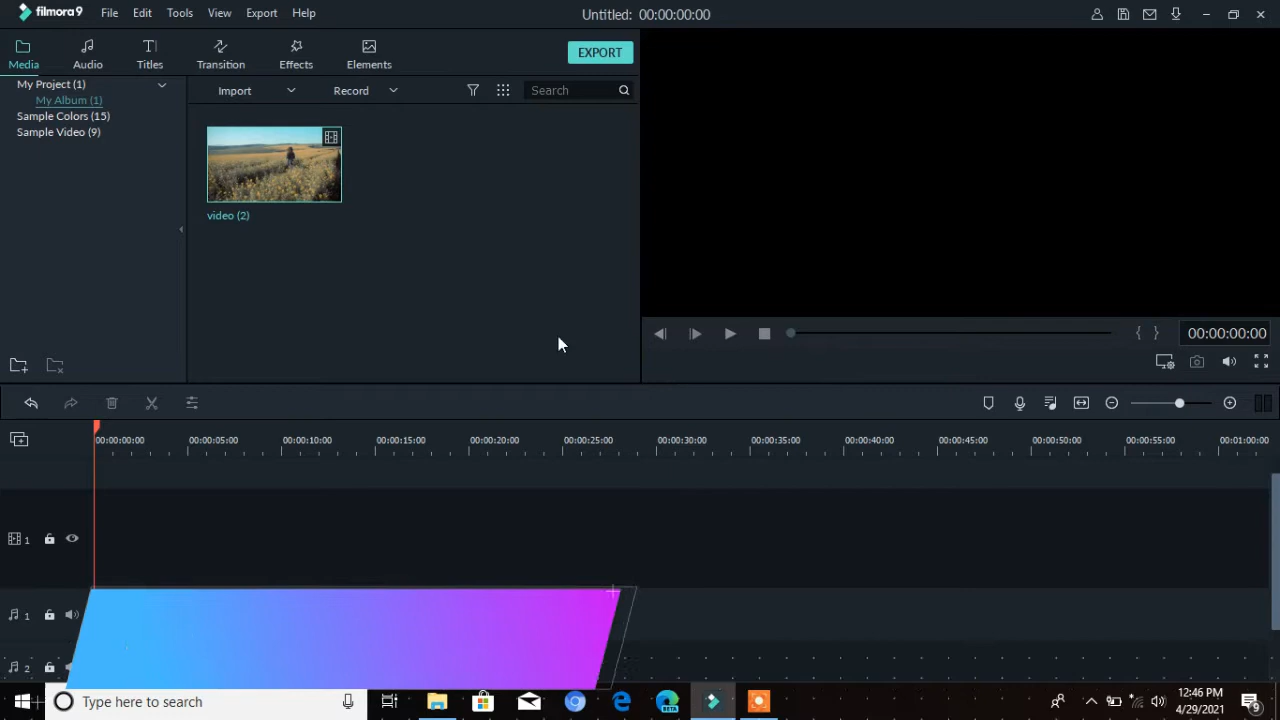 filmora9 File Edit Tools View Export Help Untitled: 00:00:00:00
Media Audio Titles Transition Effects Elements EXPORT
My Project (1)
My Album (1)
Sample Colors (15)
Sample Video (9)
Import Record Search
video (2)
00:00:00:00
00:00:00:00 00:00:05:00 00:00:10:00 00:00:15:00 00:00:20:00 00:00:25:00 00:00:30:00 00:00:35:00 00:00:40:00 00:00:45:00 00:00:50:00 00:00:55:00 00:01:00:00
1
1
2
Type here to search
BETA
12:46 PM
4/29/2021
9